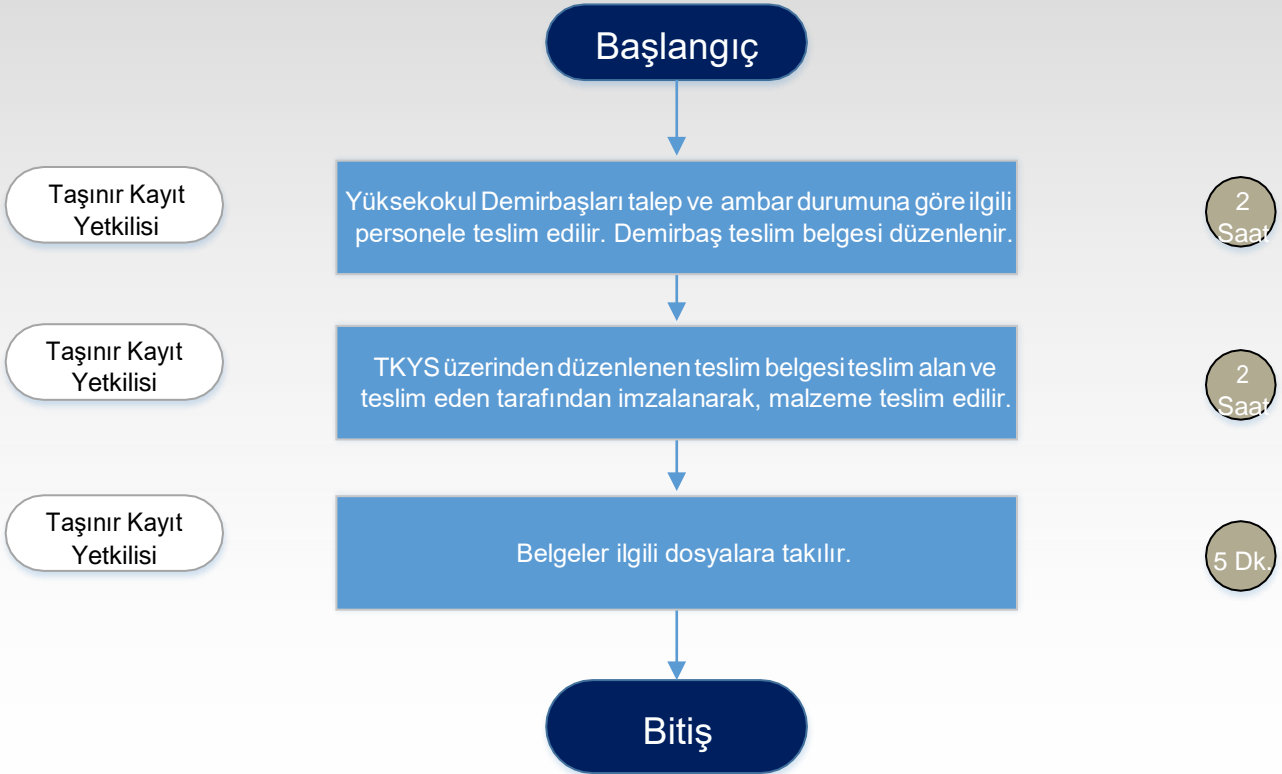 Başlangıç
Taşınır Kayıt
Yetkilisi
Yüksekokul Demirbaşları talep ve ambar durumuna göre ilgili
personele teslim edilir. Demirbaş teslim belgesi düzenlenir.
2
Saat
Taşınır Kayıt
Yetkilisi
TKYS üzerinden düzenlenen teslim belgesi teslim alan ve
teslim eden tarafından imzalanarak, malzeme teslim edilir.
2
Saat
Taşınır Kayıt
Yetkilisi
Belgeler ilgili dosyalara takılır.
5 Dk.
Bitiş